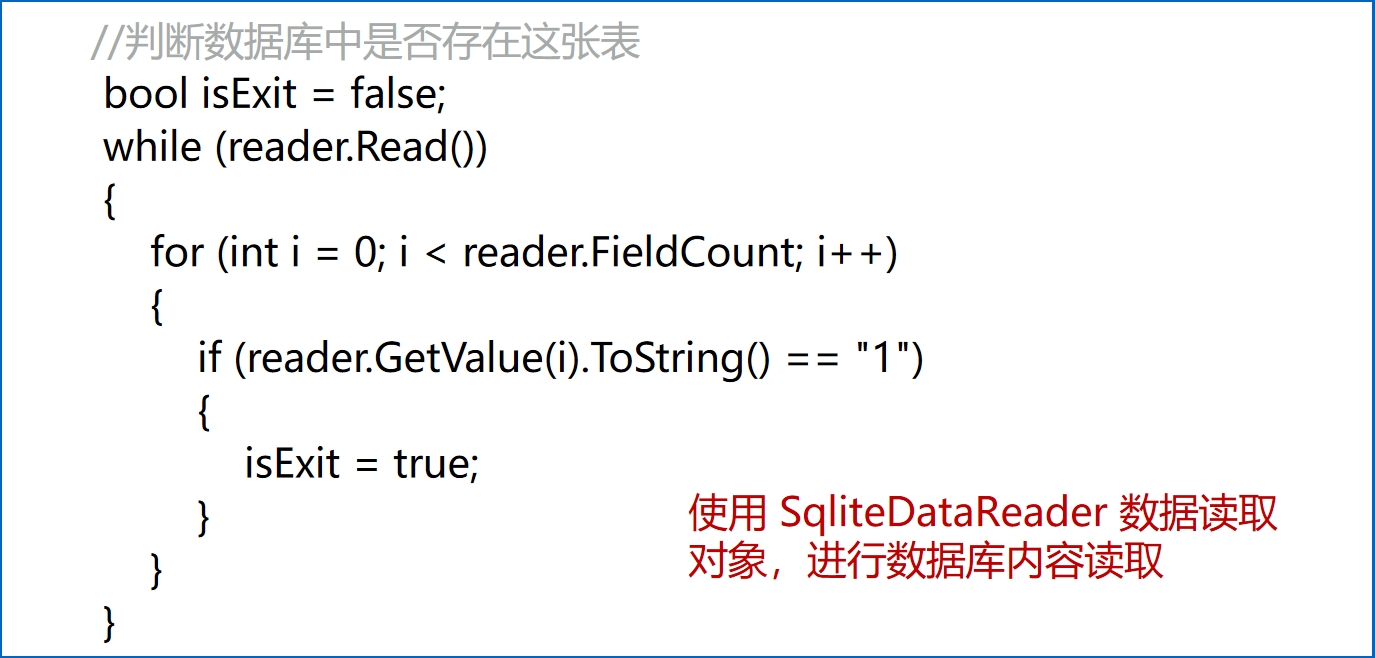 //判断数据库中是否存在这张表
bool isExit = false;
while (reader.Read())
{
for (int i = 0; i < reader.FieldCount; i++)
{
if (reader.GetValue(i).ToString() == "1")
{
isExit = true;
}
}
}
使用 SqliteDataReader 数据读取
对象，进行数据库内容读取